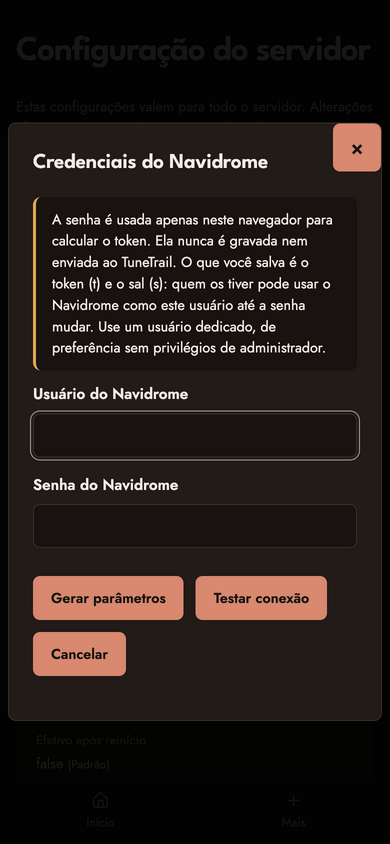 Configuração do servidor
Estas configurações valem para todo o servidor. Alterações
Credenciais do Navidrome
×
A senha é usada apenas neste navegador para
calcular o token. Ela nunca é gravada nem
enviada ao TuneTrail. O que você salva é o
token (t) e o sal (s): quem os tiver pode usar o
Navidrome como este usuário até a senha
mudar. Use um usuário dedicado, de
preferência sem privilégios de administrador.
Usuário do Navidrome
Senha do Navidrome
Gerar parâmetros
Testar conexão
Cancelar
Efetivo após reinício
false (Padrão)
Início
Mais